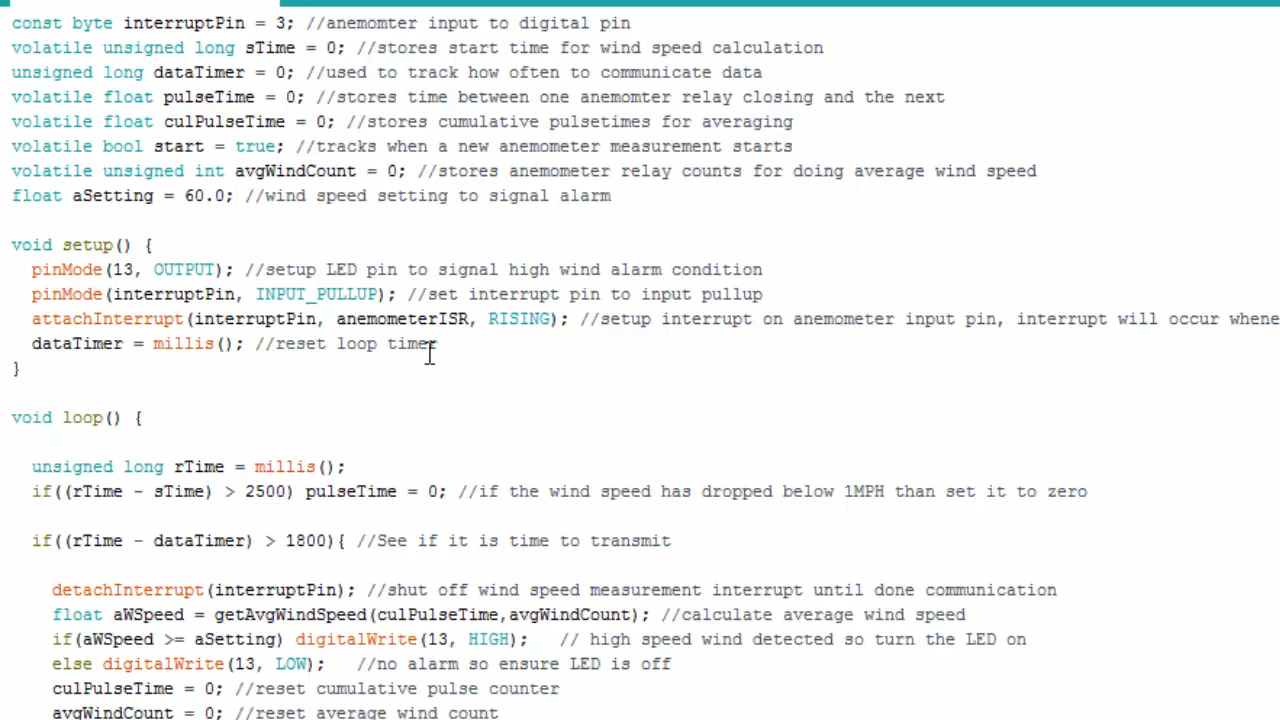 const byte interruptPin = 3; //anemomter input to digital pin
volatile unsigned long sTime = 0; //stores start time for wind speed calculation
unsigned long dataTimer = 0; //used to track how often to communicate data
volatile float pulseTime = 0; //stores time between one anemomter relay closing and the next
volatile float culPulseTime = 0; //stores cumulative pulsetimes for averaging
volatile bool start = true; //tracks when a new anemometer measurement starts
volatile unsigned int avgWindCount = 0; //stores anemometer relay counts for doing average wind speed
float aSetting = 60.0; //wind speed setting to signal alarm
void setup() {
pinMode(13, OUTPUT); //setup LED pin to signal high wind alarm condition
pinMode(interruptPin, INPUT_PULLUP); //set interrupt pin to input pullup
attachInterrupt(interruptPin, anemometerISR, RISING); //setup interrupt on anemometer input pin, interrupt will occur whene
dataTimer = millis(); //reset loop timer
}
void loop() {
unsigned long rTime = millis();
if((rTime - sTime) > 2500) pulseTime = 0; //if the wind speed has dropped below 1MPH than set it to zero
if((rTime - dataTimer) > 1800){ //See if it is time to transmit
detachInterrupt(interruptPin); //shut off wind speed measurement interrupt until done communication
float aWSpeed = getAvgWindSpeed(culPulseTime,avgWindCount); //calculate average wind speed
if(aWSpeed >= aSetting) digitalWrite(13, HIGH); // high speed wind detected so turn the LED on
else digitalWrite(13, LOW); //no alarm so ensure LED is off
culPulseTime = 0; //reset cumulative pulse counter
avgWindCount = 0; //reset average wind count